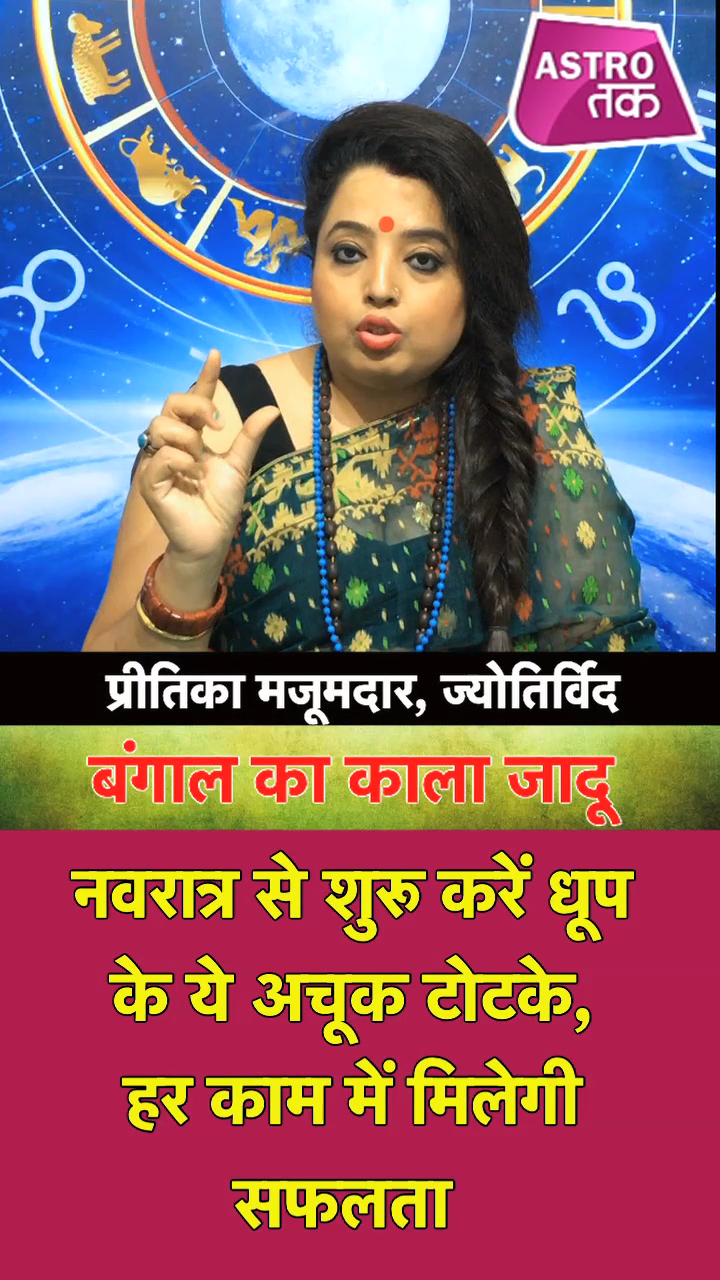 ASTRO
तक
प्रीतिका मजूमदार, ज्योतिर्विद
बंगाल का काला जादू
नवरात्र से शुरू करें धूप
के ये अचूक टोटके,
हर काम में मिलेगी
सफलता